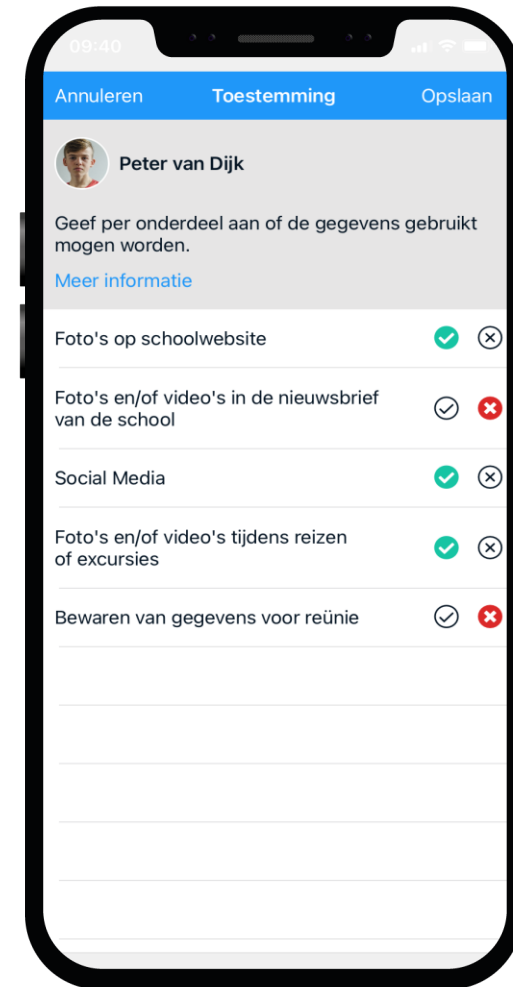 09:40
Annuleren Toestemming Opslaan
Peter van Dijk
Geef per onderdeel aan of de gegevens gebruikt
mogen worden.
Meer informatie
Foto's op schoolwebsite
Foto's en/of video's in de nieuwsbrief
van de school
Social Media
Foto's en/of video's tijdens reizen
of excursies
Bewaren van gegevens voor reünie